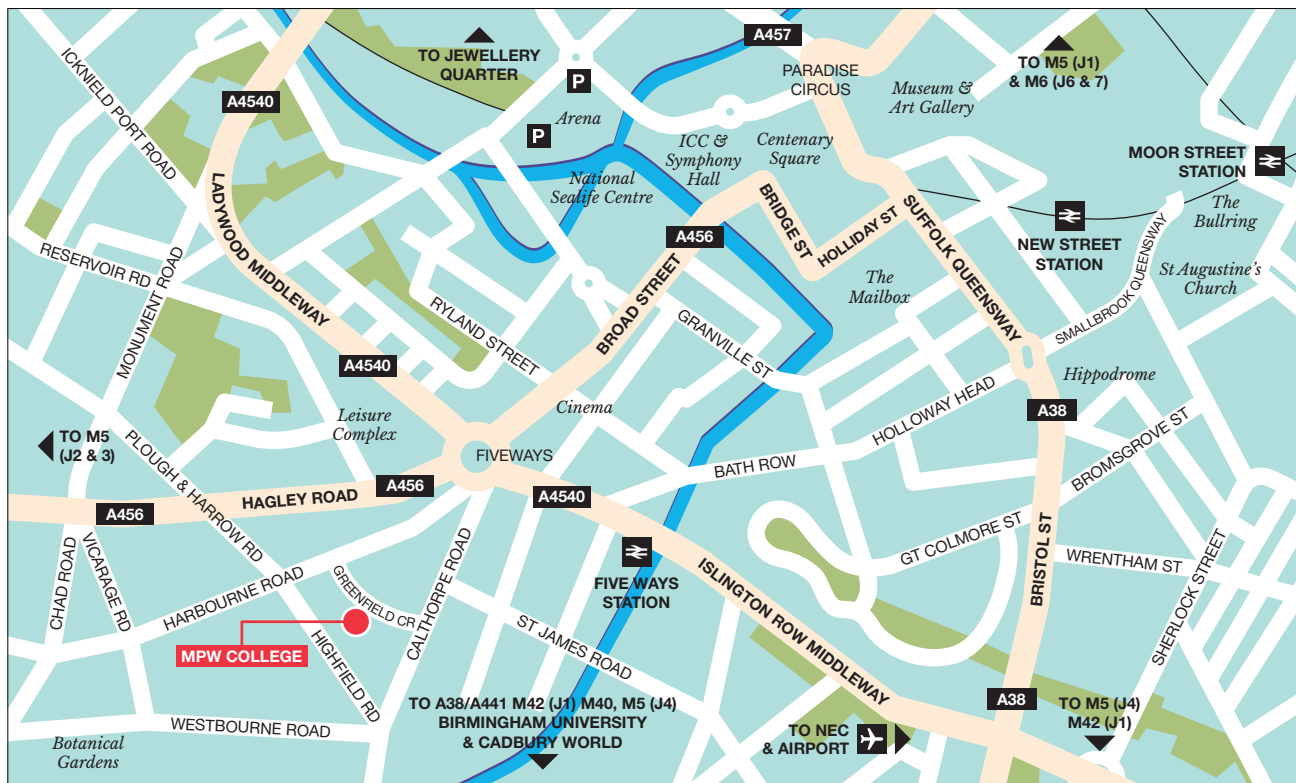 ICKNIELD PORT ROAD
A4540
TO JEWELLERY
QUARTER
P
P
Arena
A457
PARADISE
CIRCUS
Museum &
Art Gallery
TO M5 (J1)
& M6 (J6 & 7)
ICC &
Symphony
Hall
Centenary
Square
MOOR STREET
STATION
National
Sealife Centre
The
Bullring
LADYWOOD MIDDLEWAY
BRIDGE ST
HOLLIDAY ST
SUFFOLK QUEENSWAY
A456
NEW STREET
STATION
St Augustine's
Church
RESERVOIR RD
MONUMENT ROAD
The
Mailbox
SMALLBROOK QUEENSWAY
RYLAND STREET
BROAD STREET
GRANVILLE ST
A4540
Hippodrome
Leisure
Complex
Cinema
HOLLOWAY HEAD
A38
TO M5
(J2 & 3)
PLOUGH & HARROW RD
FIVEWAYS
BATH ROW
BROMSGROVE ST
A456
HAGLEY ROAD
A456
A4540
GT COLMORE ST
BRISTOL ST
WRENTHAM ST
SHERLOCK STREET
CHAD ROAD
VICARAGE RD
HARBOURNE ROAD
GREENFIELD CR
CALTHORPE ROAD
FIVE WAYS
STATION
ISLINGTON ROW MIDDLEWAY
MPW COLLEGE
HIGHFIELD RD
ST JAMES ROAD
WESTBOURNE ROAD
Botanical
Gardens
TO A38/A441 M42 (J1) M40, M5 (J4)
BIRMINGHAM UNIVERSITY
& CADBURY WORLD
TO NEC
& AIRPORT
A38
TO M5 (J4)
M42 (J1)